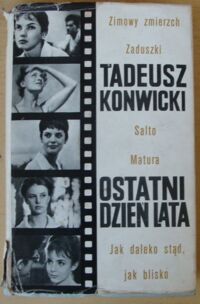 Zimowy zmierzch
Zaduszki
TADEUSZ
KONWICKI
Salto
Matura
OSTATNI
DZIEŃ LATA
Jak daleko stąd,
jak blisko